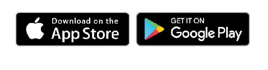 Download on the
App Store
GET IT ON
Google Play